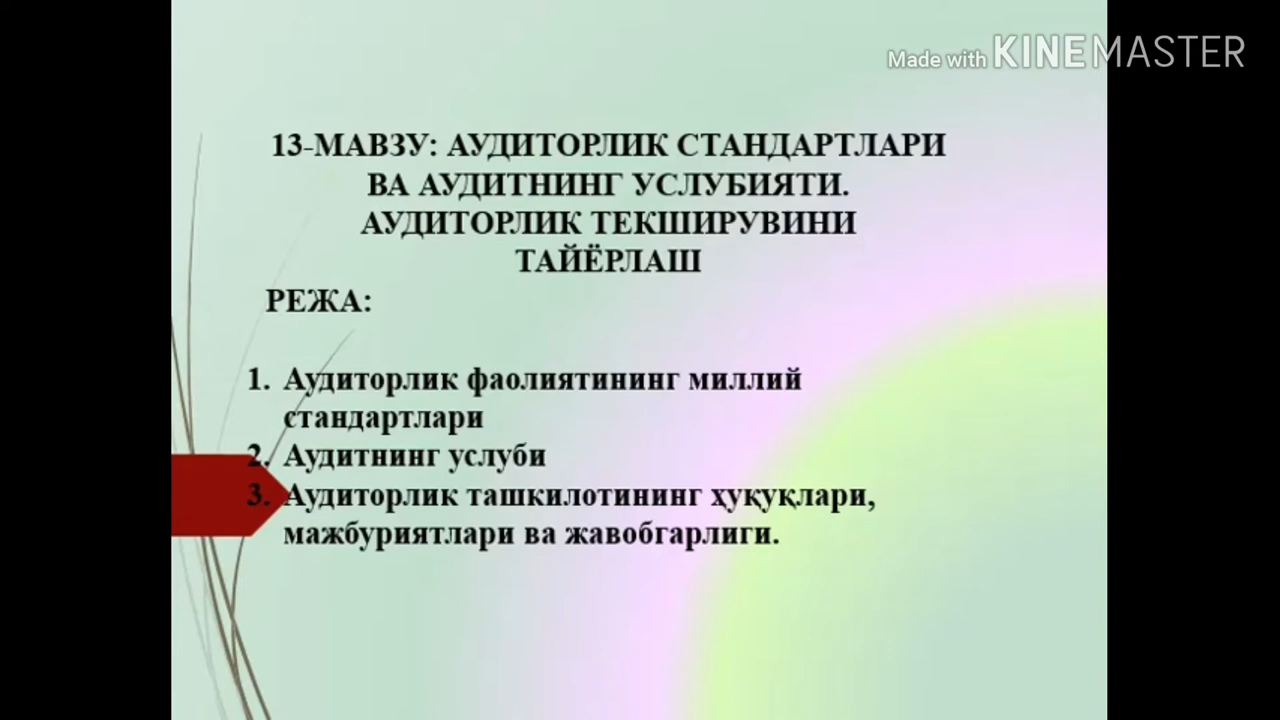 Made with KINEMASTER
13-МАВЗУ: АУДИТОРЛИК СТАНДАРТЛАРИ
ВА АУДИТНИНГ УСЛУБИЯТИ.
АУДИТОРЛИК ТЕКШИРУВИНИ
ТАЙЁРЛАШ
РЕЖА:
1. Аудиторлик фаолиятининг миллий
стандартлари
2. Аудитнинг услуби
3. Аудиторлик ташкилотининг ҳуқуқлари,
мажбуриятлари ва жавобгарлиги.